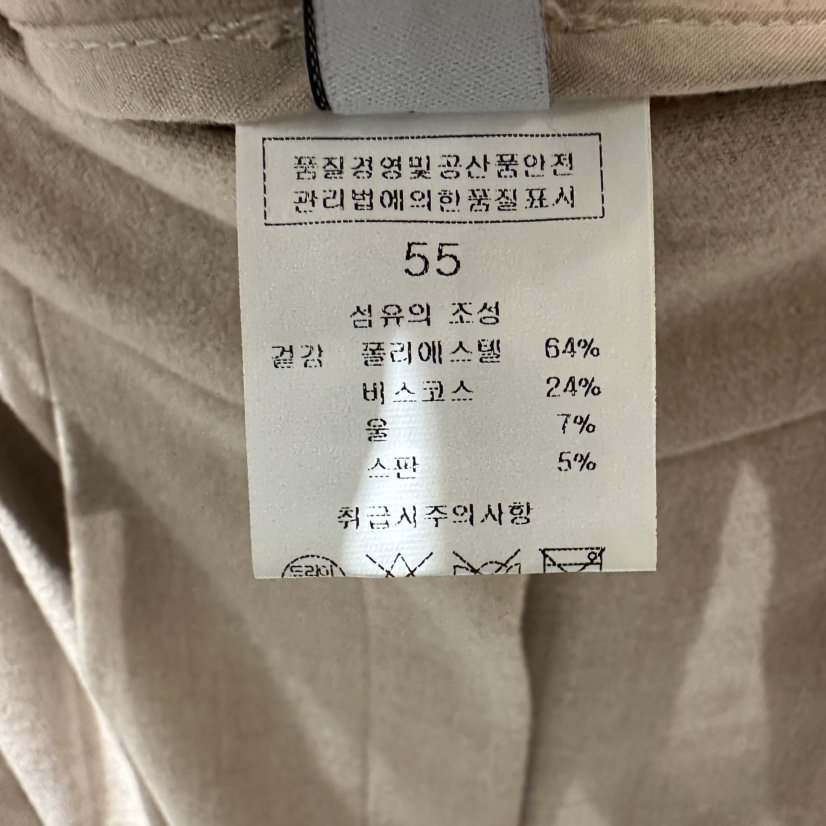 품질경영및공산품안전
관리법에의한품질표시
55
섬유의 조성
겉감 폴리에스텔 64%
비스코스 24%
울 7%
스판 5%
취급시주의사항
드라이